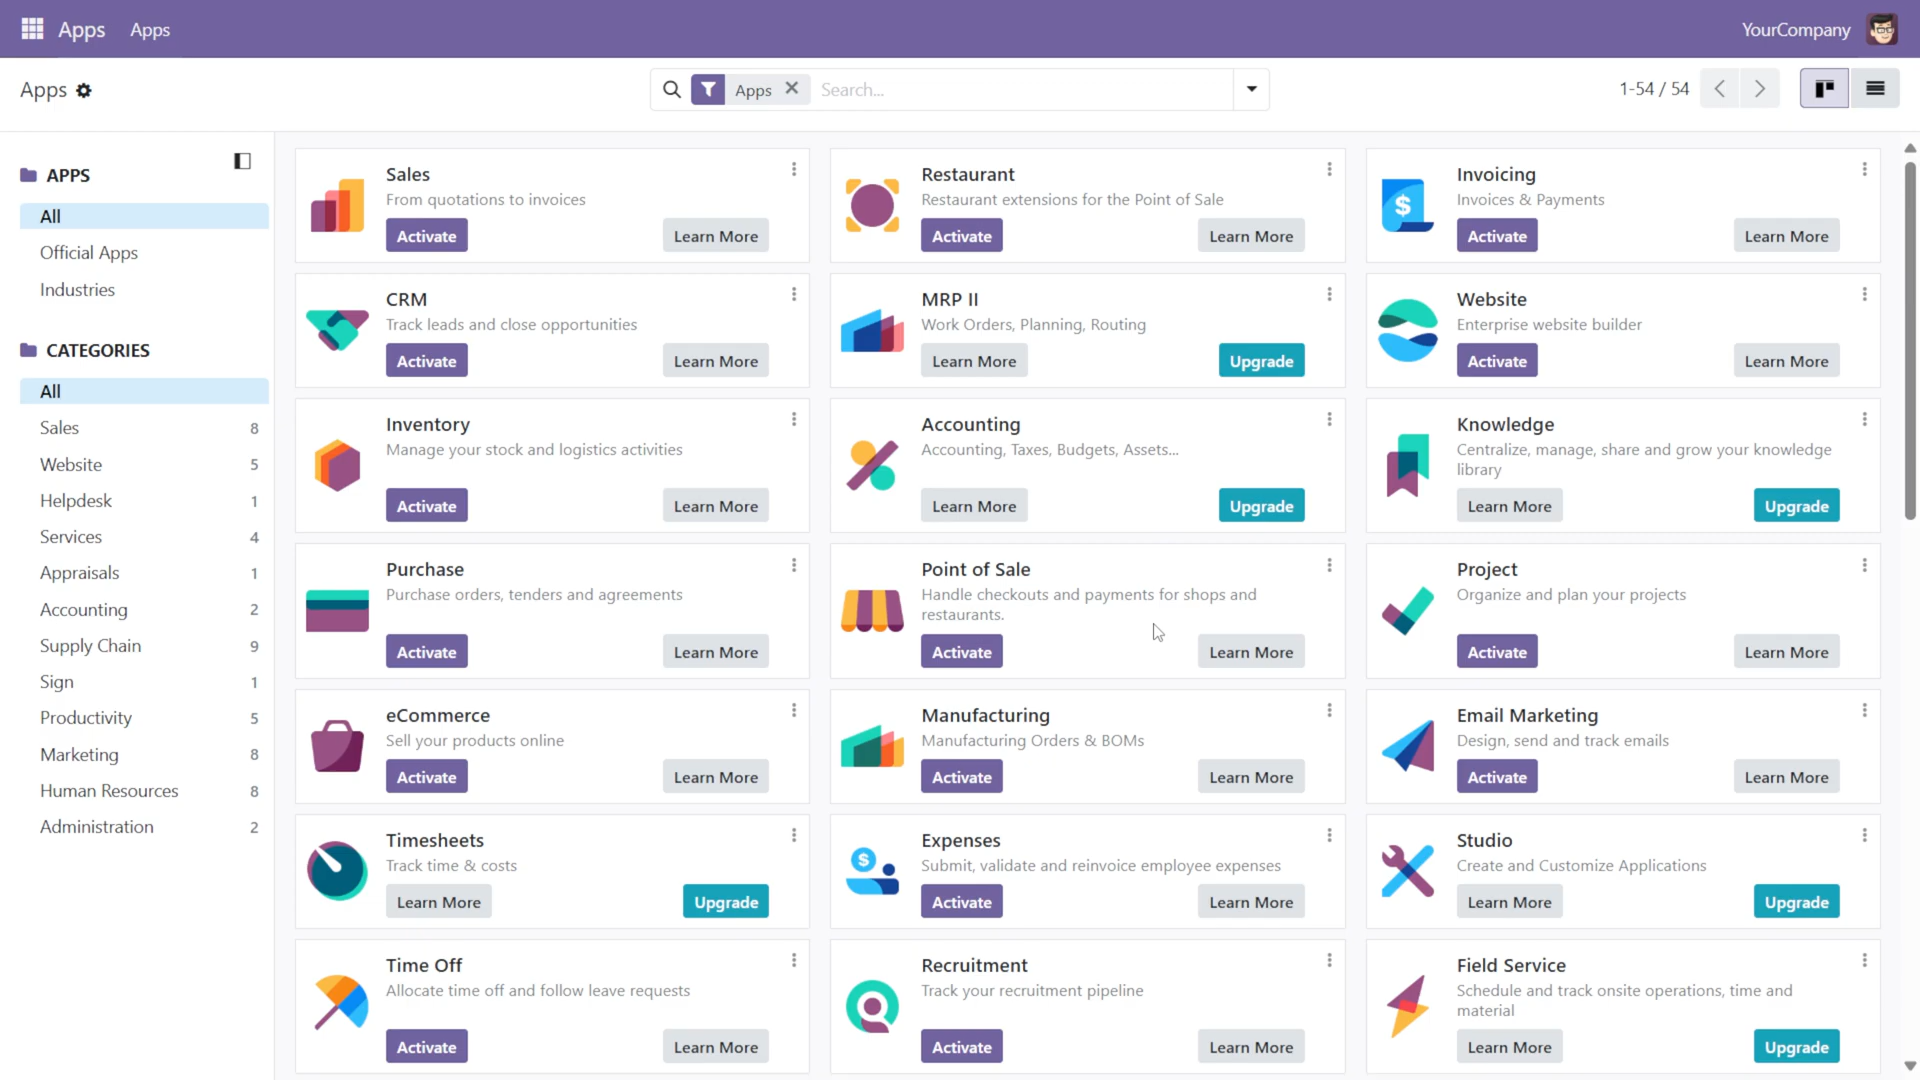 Apps Apps YourCompany
Apps Apps Search... 1-54 / 54
APPS
All
Official Apps
Industries
CATEGORIES
All
Sales 8
Website 5
Helpdesk 1
Services 4
Appraisals 1
Accounting 2
Supply Chain 9
Sign 1
Productivity 5
Marketing 8
Human Resources 8
Administration 2
Sales
From quotations to invoices
Activate Learn More
Restaurant
Restaurant extensions for the Point of Sale
Activate Learn More
Invoicing
Invoices & Payments
Activate Learn More
CRM
Track leads and close opportunities
Activate Learn More
MRP II
Work Orders, Planning, Routing
Learn More Upgrade
Website
Enterprise website builder
Activate Learn More
Inventory
Manage your stock and logistics activities
Activate Learn More
Accounting
Accounting, Taxes, Budgets, Assets...
Learn More Upgrade
Knowledge
Centralize, manage, share and grow your knowledge
library
Learn More Upgrade
Purchase
Purchase orders, tenders and agreements
Activate Learn More
Point of Sale
Handle checkouts and payments for shops and
restaurants.
Activate Learn More
Project
Organize and plan your projects
Activate Learn More
eCommerce
Sell your products online
Activate Learn More
Manufacturing
Manufacturing Orders & BOMs
Activate Learn More
Email Marketing
Design, send and track emails
Activate Learn More
Timesheets
Track time & costs
Learn More Upgrade
Expenses
Submit, validate and reinvoice employee expenses
Activate Learn More
Studio
Create and Customize Applications
Learn More Upgrade
Time Off
Allocate time off and follow leave requests
Activate Learn More
Recruitment
Track your recruitment pipeline
Activate Learn More
Field Service
Schedule and track onsite operations, time and
material
Learn More Upgrade